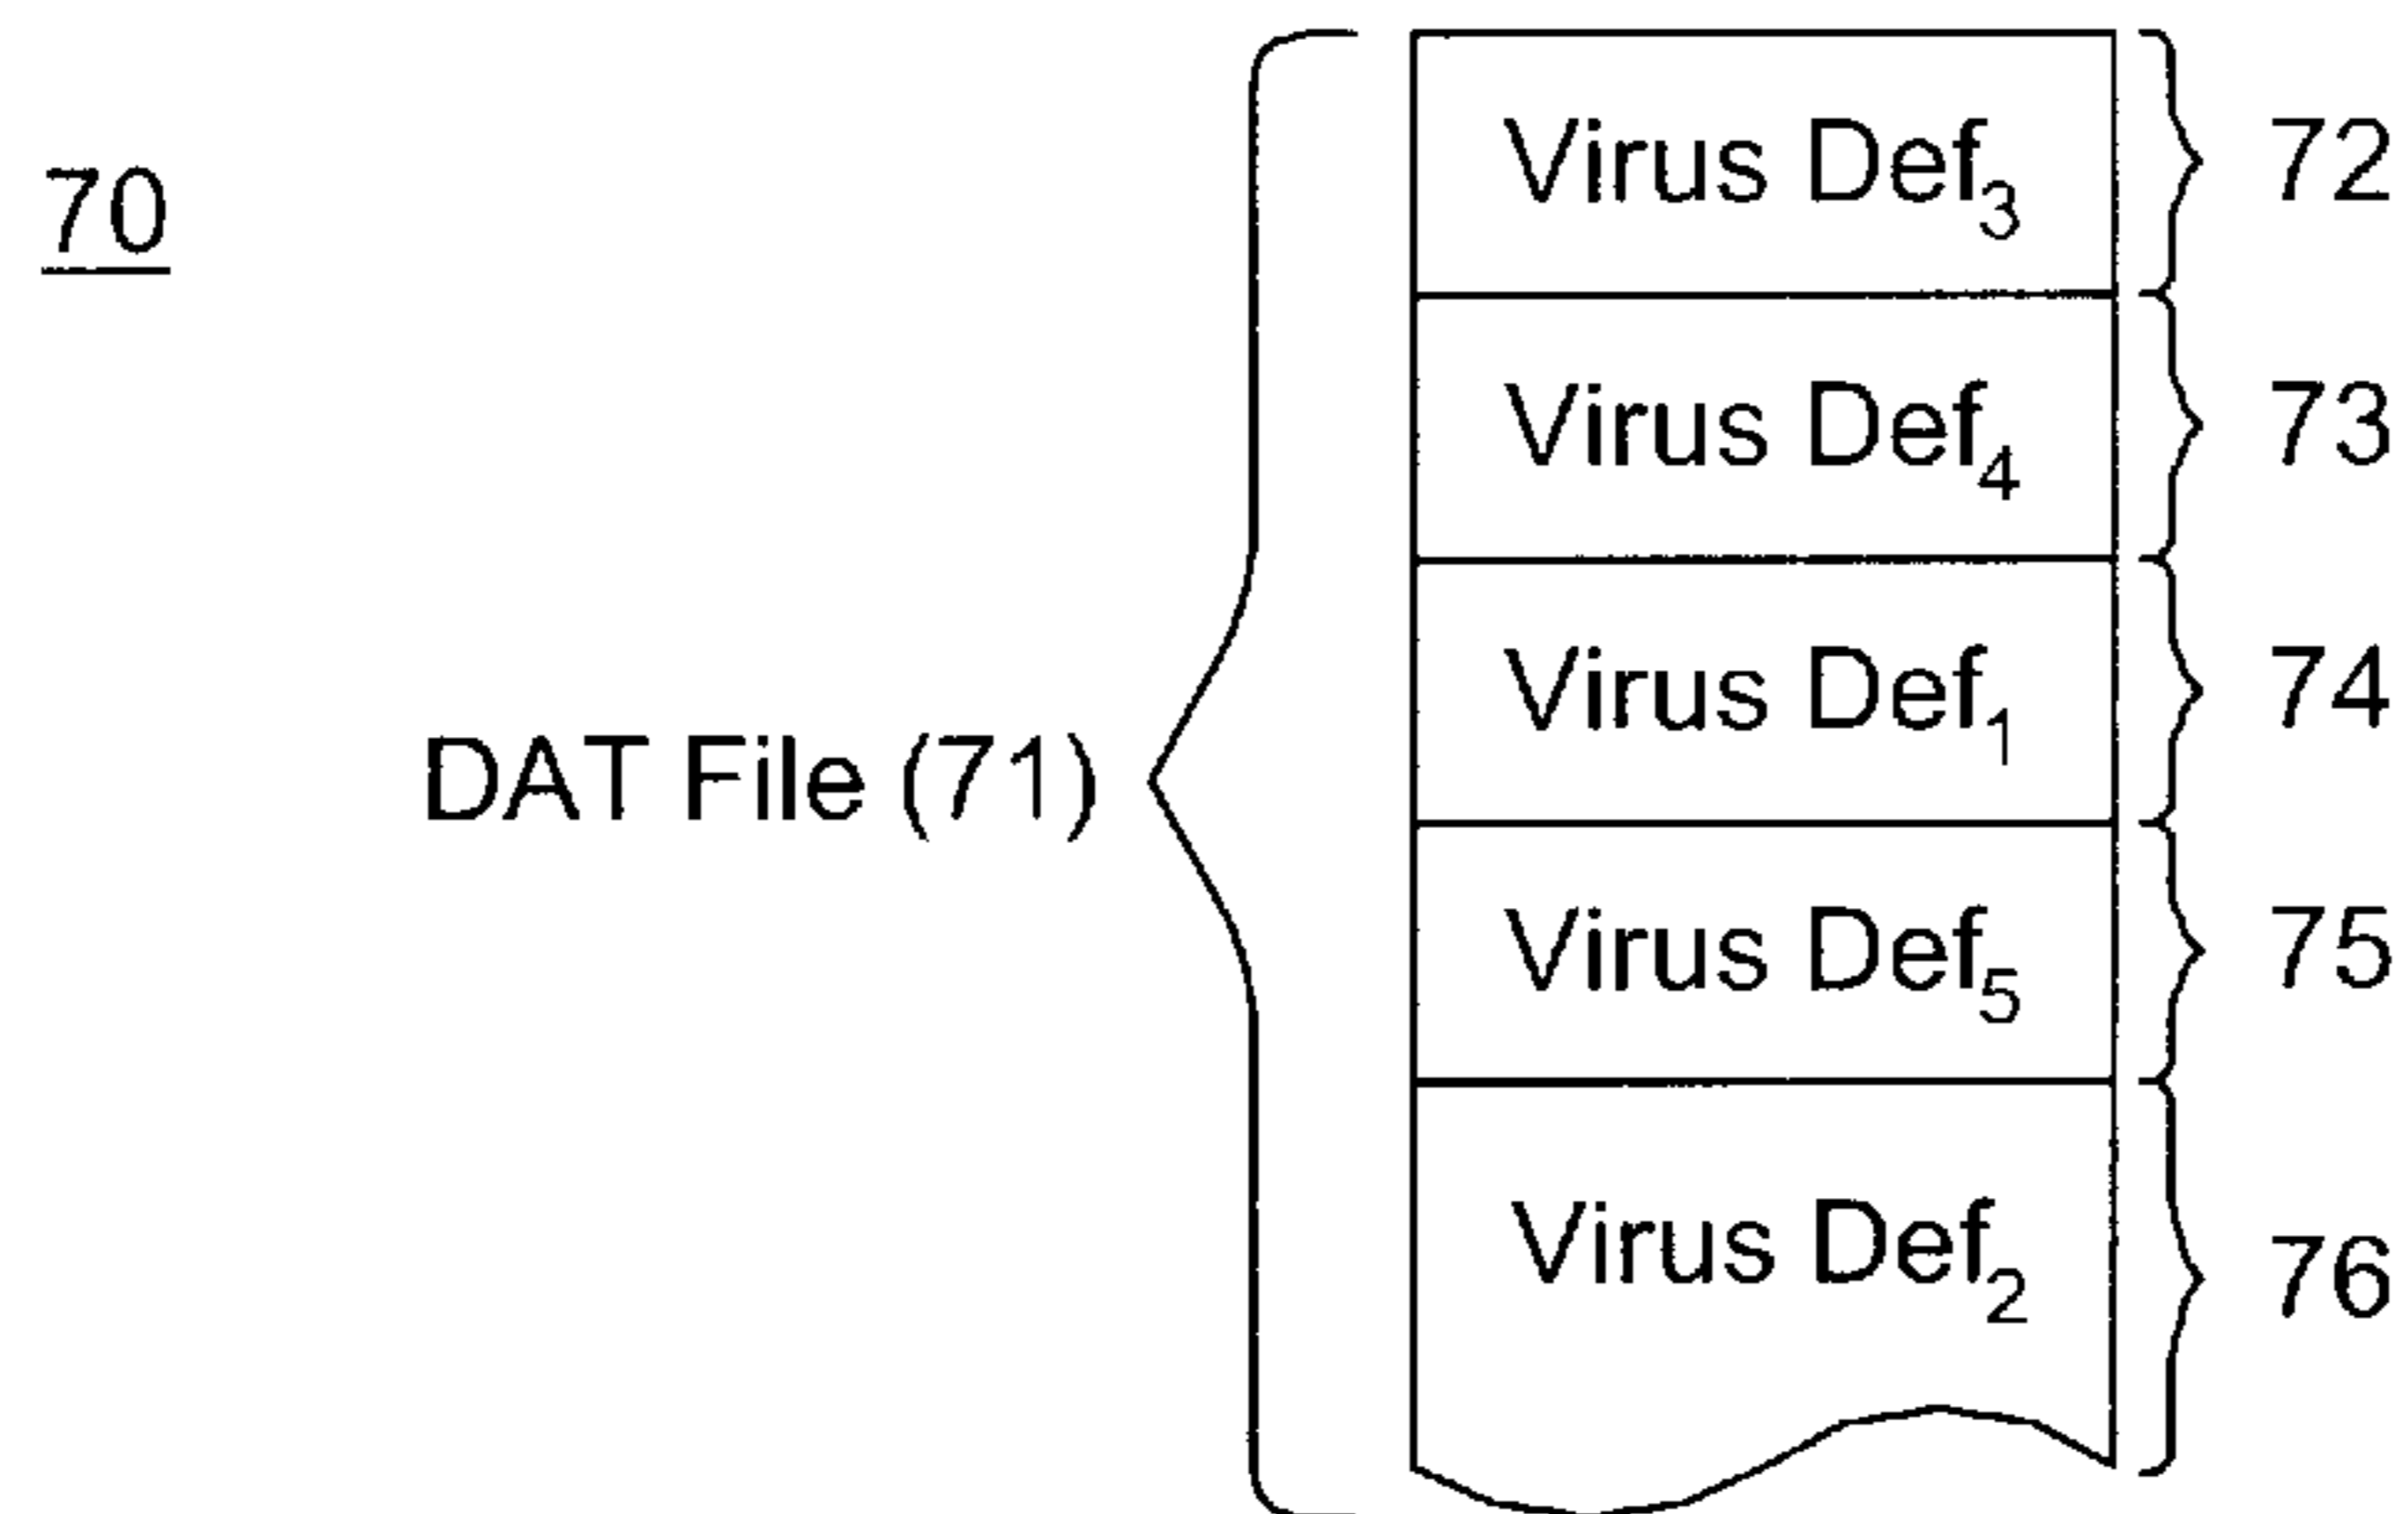 70
Virus Def₃ 72
Virus Def₄ 73
Virus Def₁ 74
DAT File (71)
Virus Def₅ 75
Virus Def₂ 76